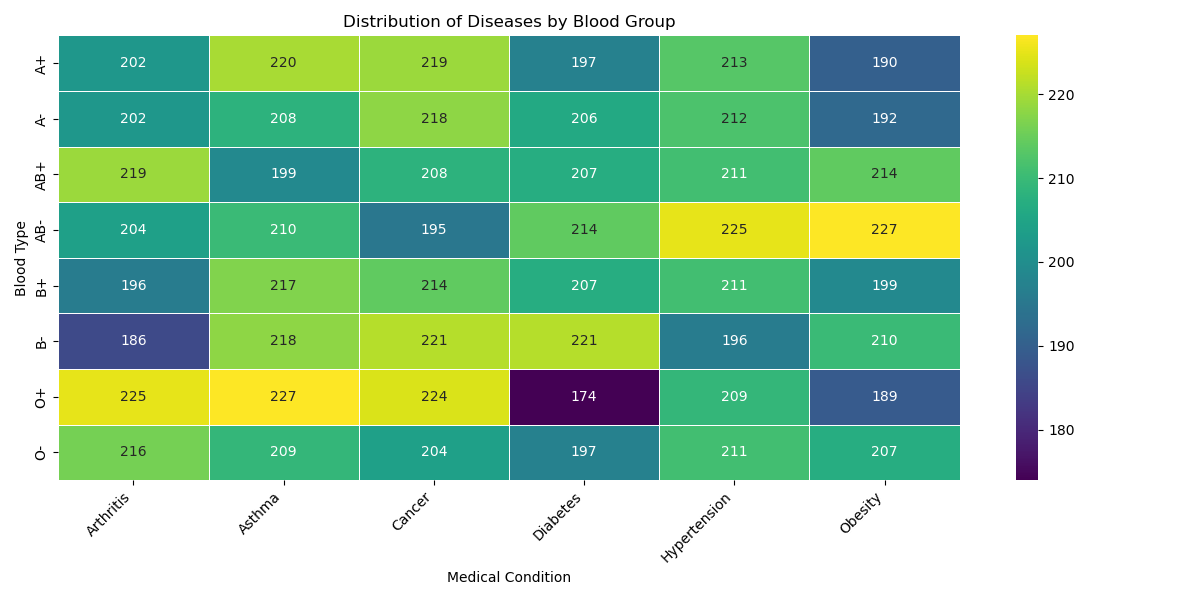 Distribution of Diseases by Blood Group
A+ 202 220 219 197 213 190
A- 202 208 218 206 212 192
AB+ 219 199 208 207 211 214
AB- 204 210 195 214 225 227
B+ 196 217 214 207 211 199
B- 186 218 221 221 196 210
O+ 225 227 224 174 209 189
O- 216 209 204 197 211 207
Blood Type
Arthritis Asthma Cancer Diabetes Hypertension Obesity
Medical Condition
220
210
200
190
180